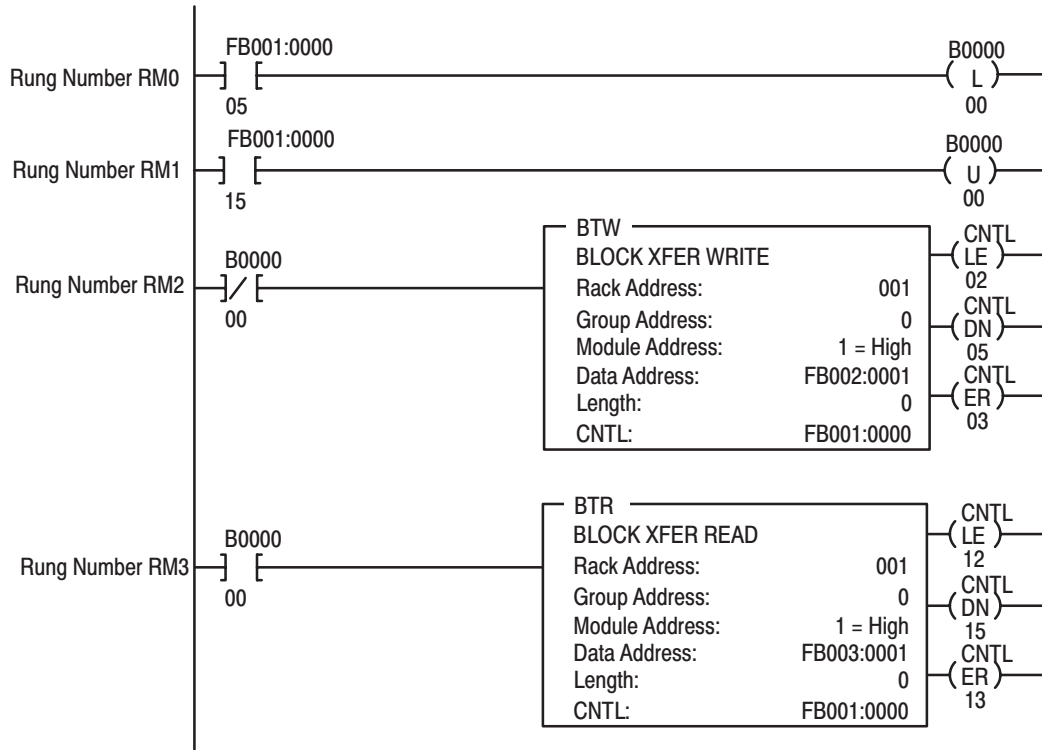 FB001:0000
B0000
Rung Number RM0
L
05
00
FB001:0000
B0000
Rung Number RM1
U
15
00
B0000
Rung Number RM2
00
BTW
BLOCK XFER WRITE
Rack Address: 001
Group Address: 0
Module Address: 1 = High
Data Address: FB002:0001
Length: 0
CNTL: FB001:0000
CNTL
LE
02
CNTL
DN
05
CNTL
ER
03
B0000
Rung Number RM3
00
BTR
BLOCK XFER READ
Rack Address: 001
Group Address: 0
Module Address: 1 = High
Data Address: FB003:0001
Length: 0
CNTL: FB001:0000
CNTL
LE
12
CNTL
DN
15
CNTL
ER
13